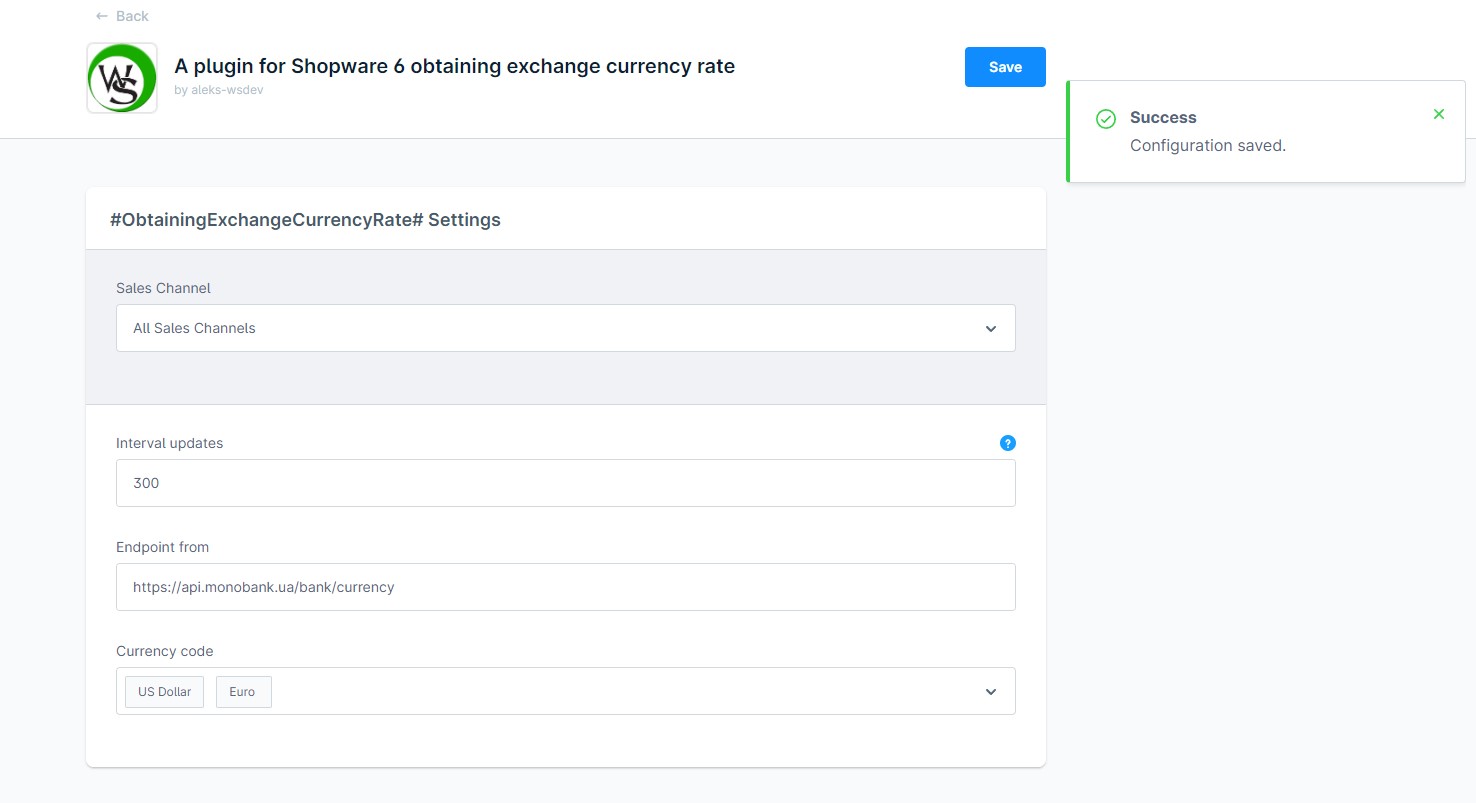 ← Back
WS
A plugin for Shopware 6 obtaining exchange currency rate
by aleks-wsdev
Save
Success
Configuration saved.
#ObtainingExchangeCurrencyRate# Settings
Sales Channel
All Sales Channels
Interval updates
?
300
Endpoint from
https://api.monobank.ua/bank/currency
Currency code
US Dollar Euro